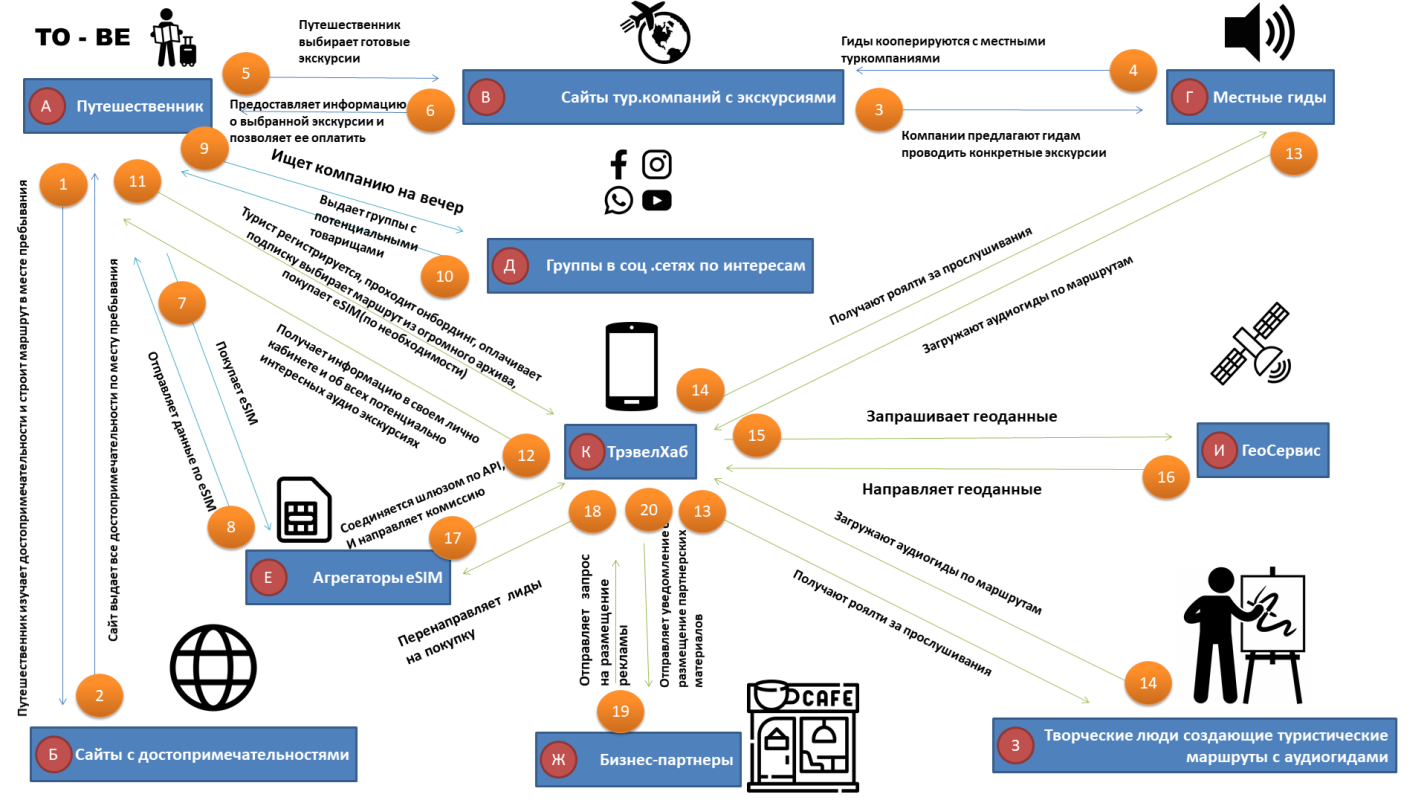 TO - BE
Путешественник
выбирает готовые
экскурсии
Гиды кооперируются с местными
туркомпаниями
5
4
А
Путешественник
Предоставляет информацию
о выбранной экскурсии и
позволяет ее оплатить
6
В
Сайты тур.компаний с экскурсиями
3
Г
Местные гиды
Компании предлагают гидам
проводить конкретные экскурсии
9
13
1
11
Ищет компанию на вечер
Выдает группы с
потенциальными
товарищами
10
Д
Группы в соц .сетях по интересам
Турист регистрируется, проходит онбординг, оплачивает
подписку выбирает маршрут из огромного архива,
покупает eSIM(по необходимости)
Получает информацию в своем лично
кабинете и об всех потенциально
интересных аудио экскурсиях
7
Покупает eSIM
Отправляет данные по eSIM
8
Путешественник изучает достопримечательности и строит маршрут в месте пребывания
Сайт выдает все достопримечательности по месту пребывания
2
Получают роялти за прослушивания
Загружают аудиогиды по маршрутам
14
15
Запрашивает геоданные
12
К
ТрэвелХаб
И
ГеоСервис
16
Направляет геоданные
Соединяется шлюзом по API,
И направляет комиссию
17
18
20
13
Е
Агрегаторы eSIM
Перенаправляет лиды
на покупку
Отправляет запрос
на размещение
рекламы
Отправляет уведомление о
размещение партнерских
материалов
Загружают аудиогиды по маршрутам
Получают роялти за прослушивания
14
19
CAFE
Б
Сайты с достопримечательностями
Ж
Бизнес-партнеры
З
Творческие люди создающие туристические
маршруты с аудиогидами